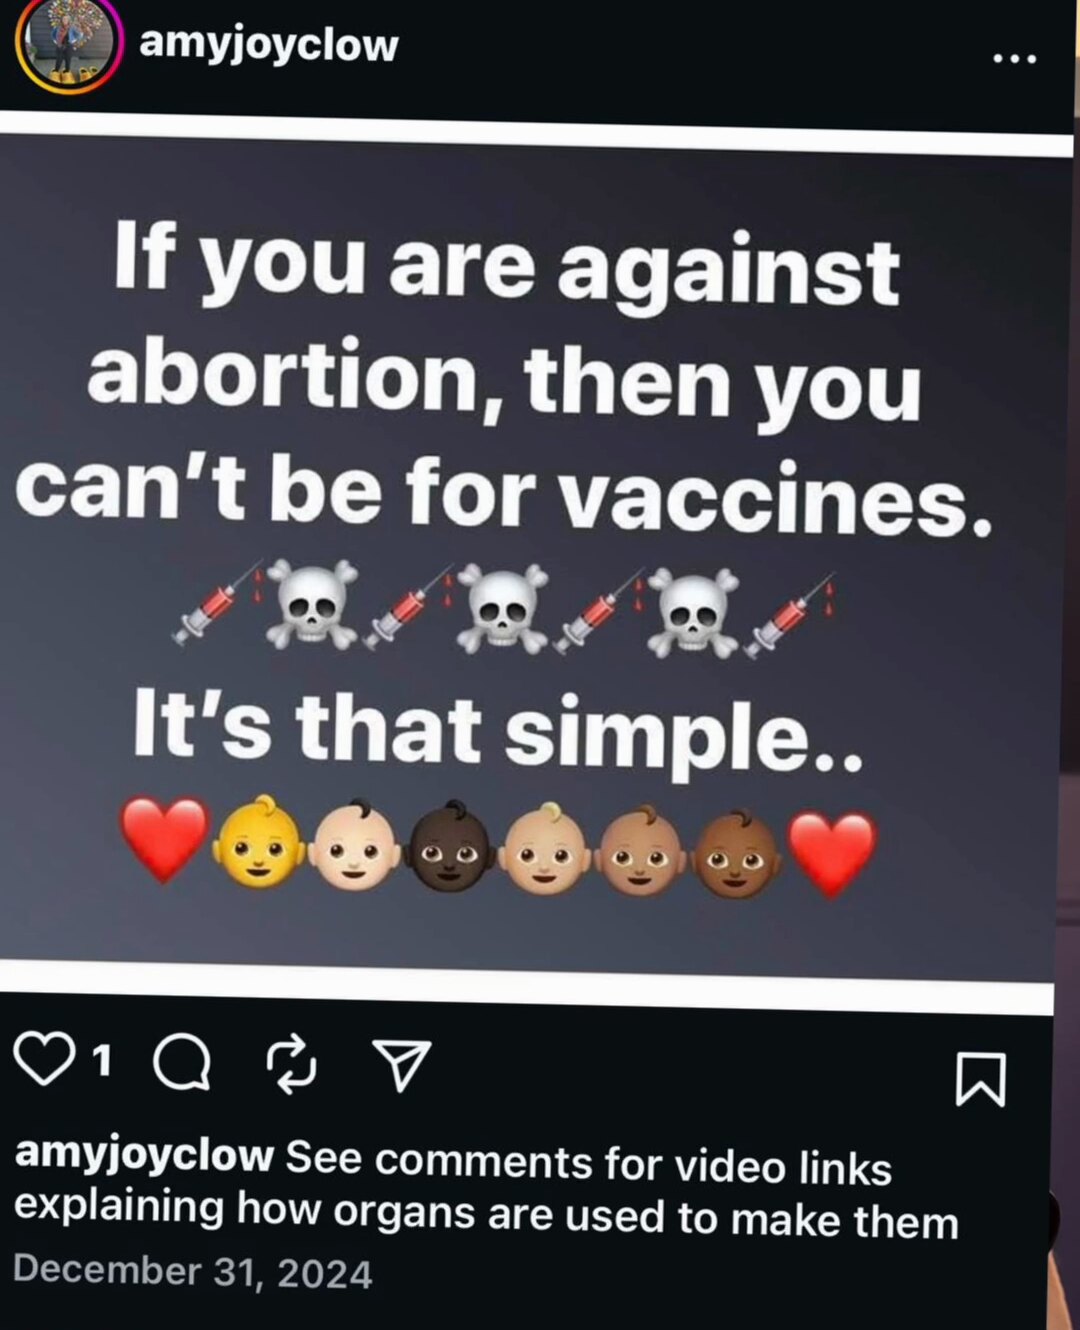 amyjoyclow
If you are against
abortion, then you
can't be for vaccines.
It's that simple..
1
amyjoyclow See comments for video links
explaining how organs are used to make them
December 31, 2024